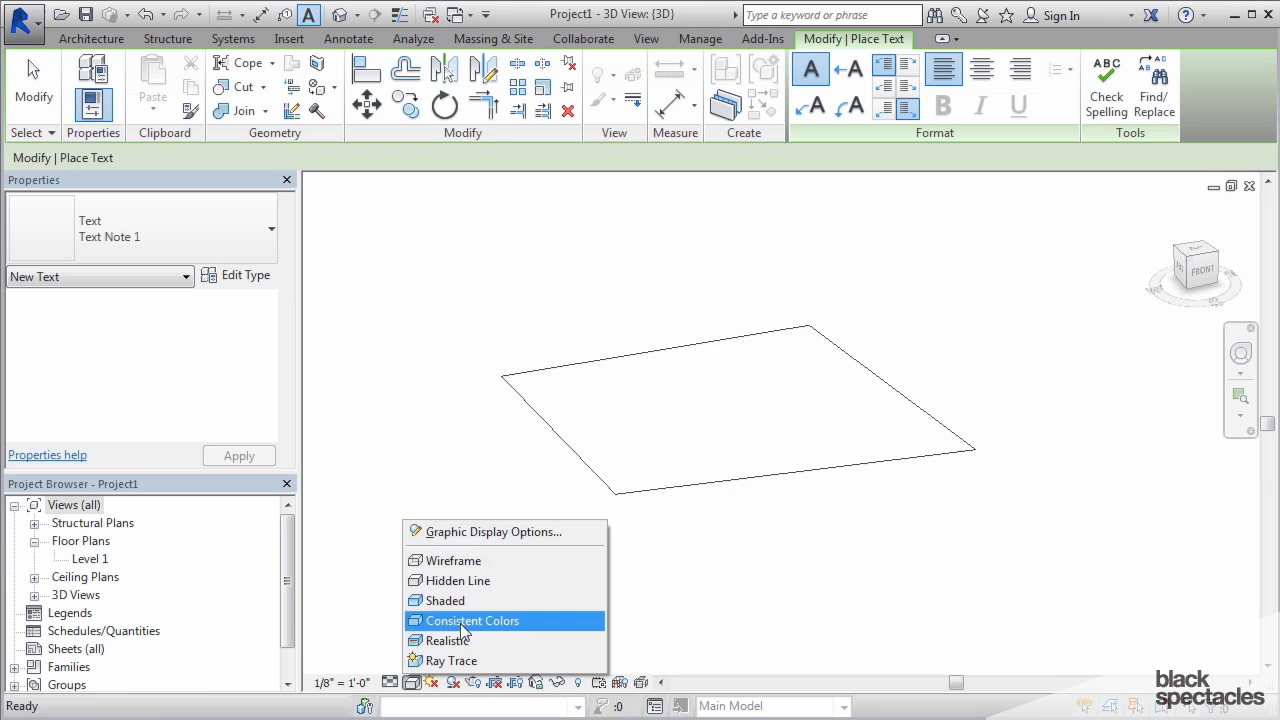 Project1 - 3D View: {3D}
Type a keyword or phrase
Sign In
Architecture Structure Systems Insert Annotate Analyze Massing & Site Collaborate View Manage Add-Ins Modify | Place Text
Modify
Paste
Cope
Cut
Join
ABC
Check
Spelling
Find/
Replace
Select Properties Clipboard Geometry Modify View Measure Create Format Tools
Modify | Place Text
Properties
Text
Text Note 1
New Text
Edit Type
Properties help
Apply
Project Browser - Project1
Views (all)
Structural Plans
Floor Plans
Level 1
Ceiling Plans
3D Views
Legends
Schedules/Quantities
Sheets (all)
Families
Groups
FRONT
Graphic Display Options...
Wireframe
Hidden Line
Shaded
Consistent Colors
Realistic
Ray Trace
1/8" = 1'-0"
Ready
:0
Main Model
black
spectacles